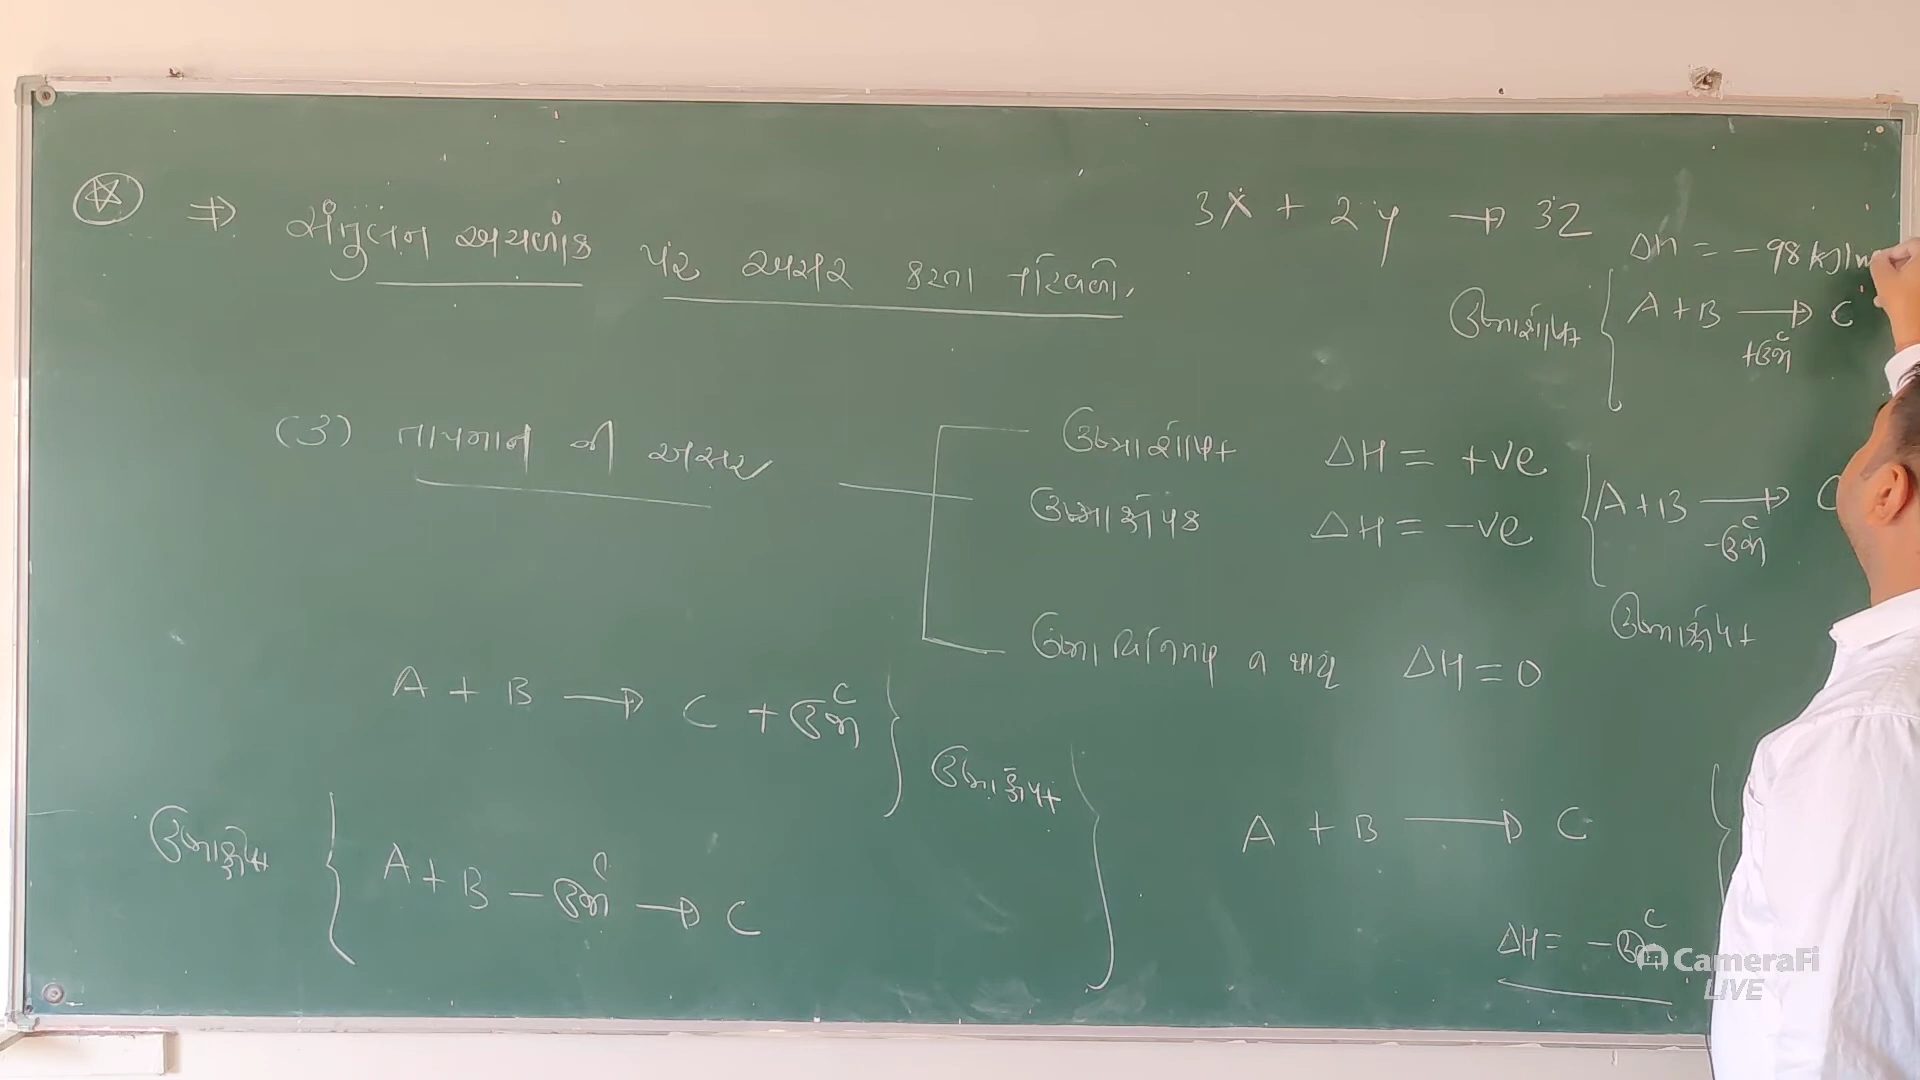 ⇒ સંતુલન અચળાંક પર અસર કરતા પરિબળો.
(3) તાપમાન ની અસર
ઉષ્માશોષક ΔH = +ve
ઉષ્માક્ષેપક ΔH = -ve
ઉષ્મા વિનિમય ન થાય ΔH = 0
A + B → C + ઉર્જા
ઉષ્માક્ષેપક
ઉષ્માક્ષેપક
A + B - ઉર્જા → C
3X + 2y → 3Z
ΔH = -98 kJ/m
ઉષ્માશોષક
A + B → C
+ઉર્જા
A + B → C
-ઉર્જા
ઉષ્માક્ષેપક
A + B → C
ΔH = -ઉર્જા
CameraFi
LIVE